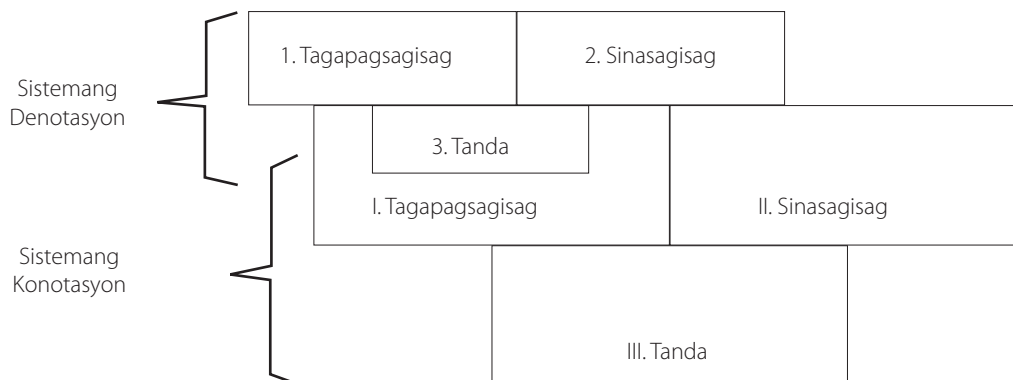 1. Tagapagsagisag
2. Sinasagisag
Sistemang
Denotasyon
3. Tanda
I. Tagapagsagisag
II. Sinasagisag
Sistemang
Konotasyon
III. Tanda